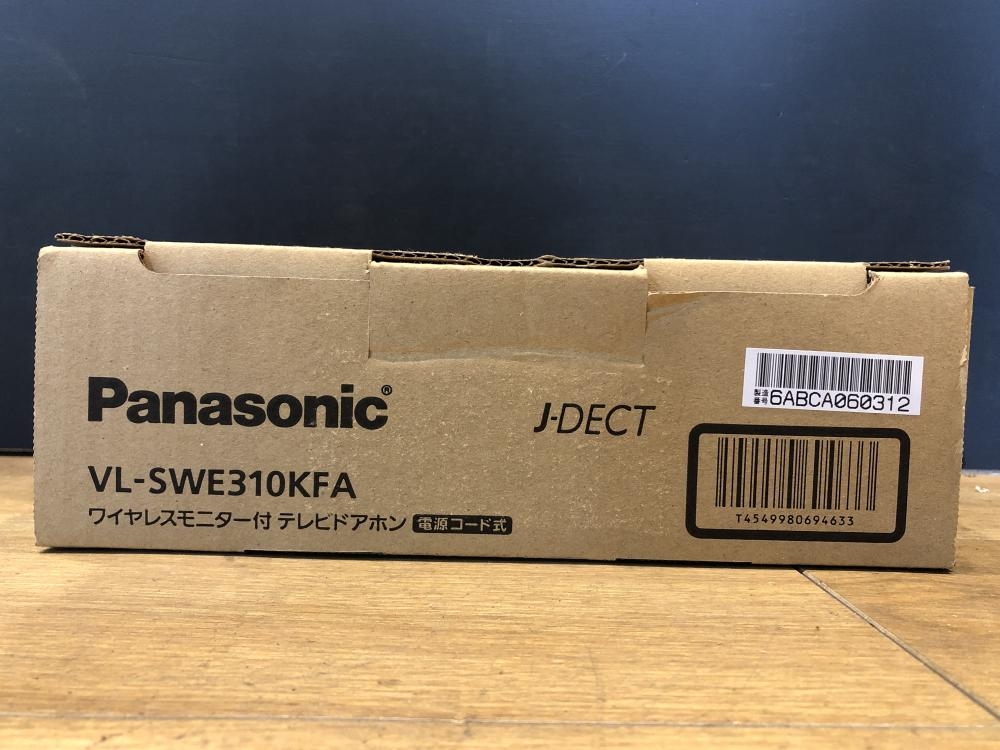 Panasonic®
J-DECT
VL-SWE310KFA
ワイヤレスモニター付 テレビドアホン 電源コード式
製造番号 6ABCA060312
T4549980694633